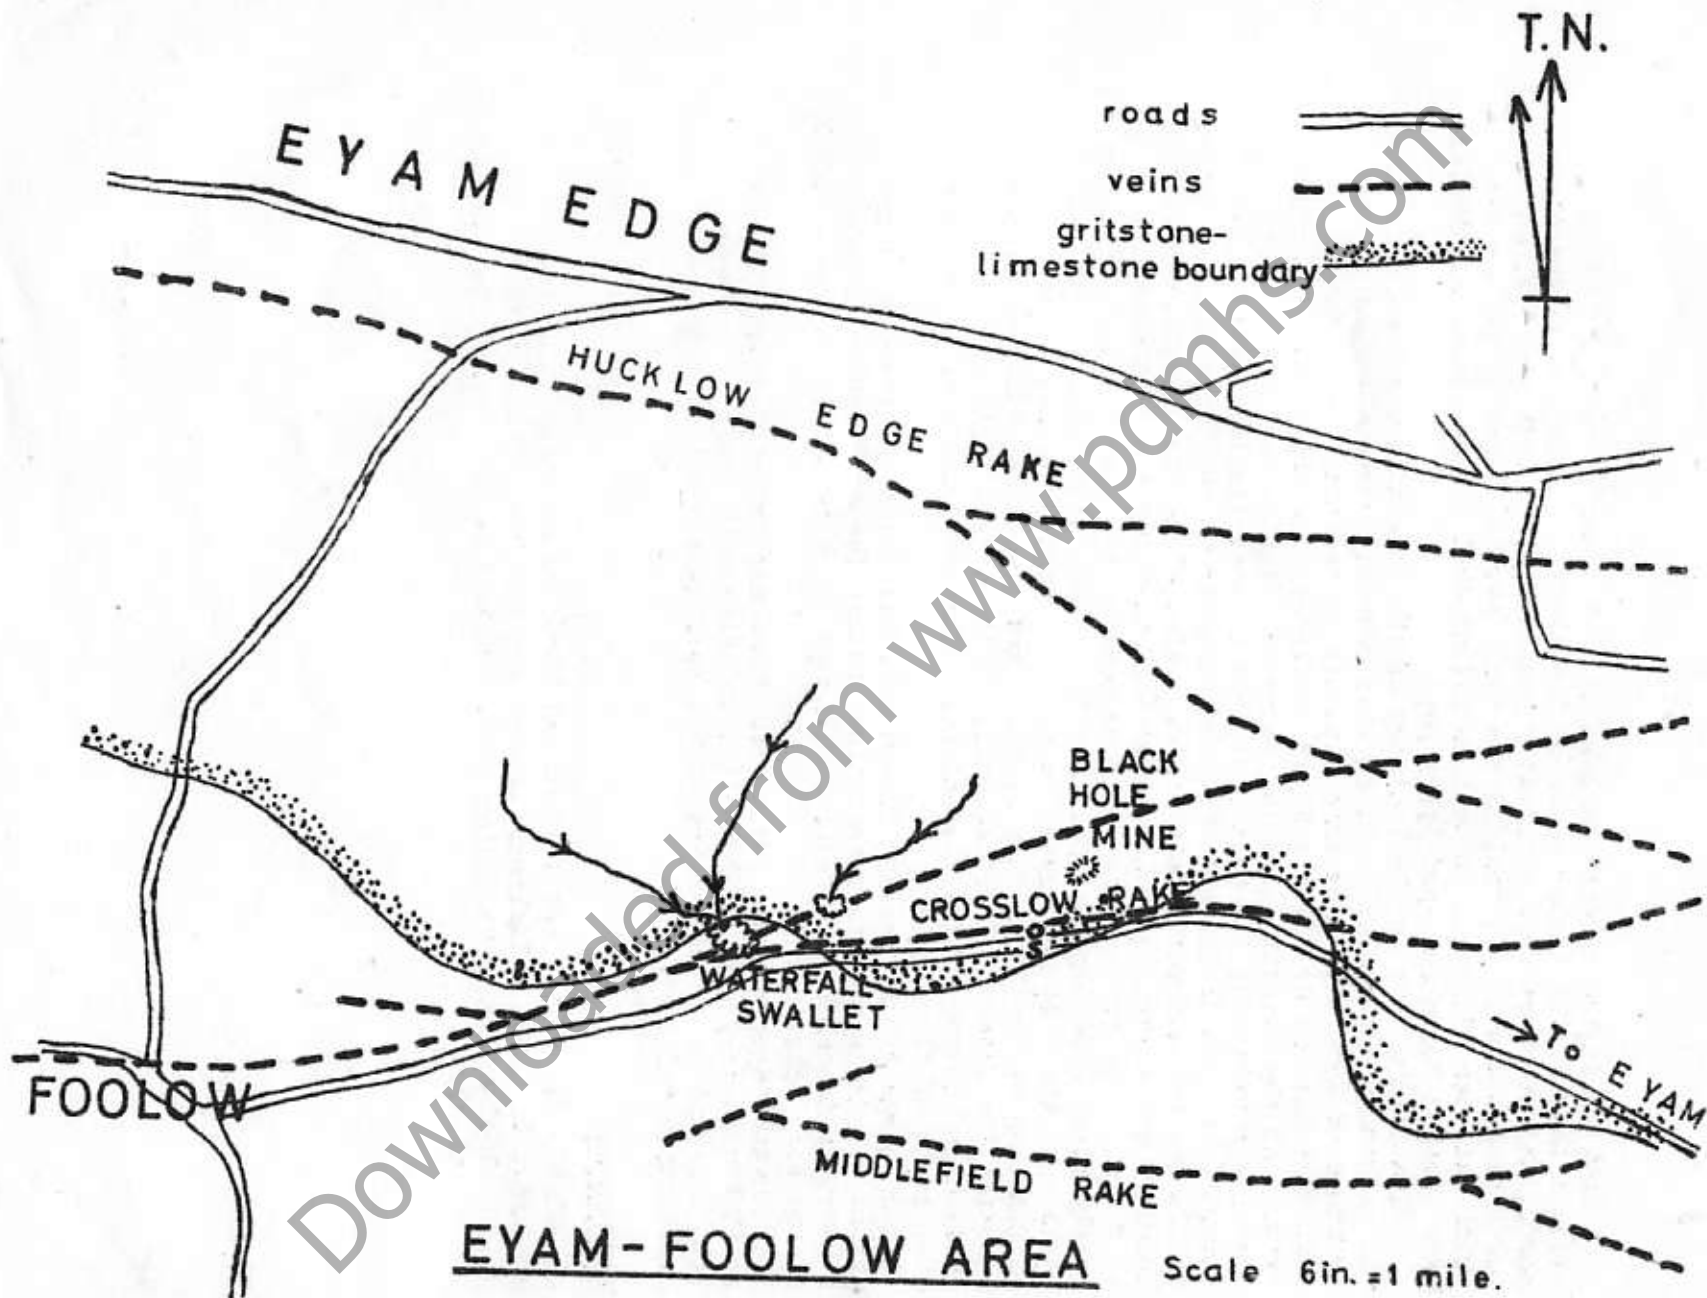 T.N.
roads
veins
gritstone-
limestone boundary
EYAM EDGE
HUCKLOW EDGE RAKE
BLACK
HOLE
MINE
CROSSLOW RAKE
S
WATERFALL
SWALLET
To EYAM
FOOLOW
MIDDLEFIELD RAKE
EYAM-FOOLOW AREA
Scale 6in.=1 mile.
Downloaded from www.pdmhs.com